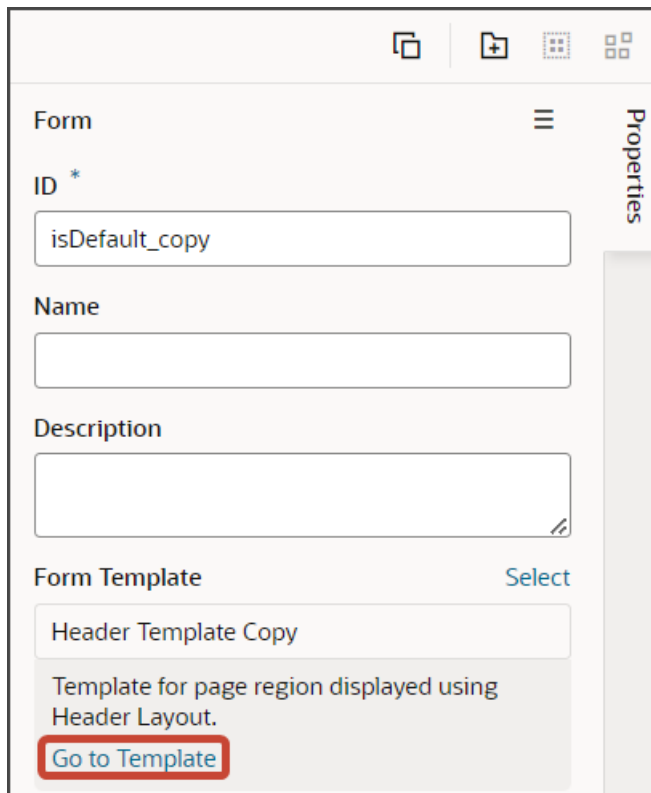 Form
Properties
ID *
isDefault_copy
Name
Description
Form Template
Select
Header Template Copy
Template for page region displayed using
Header Layout.
Go to Template